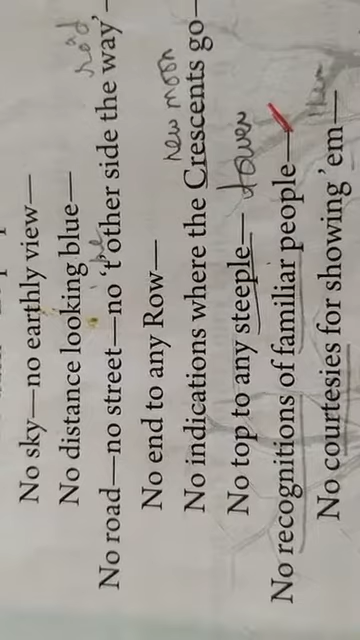 No sky—no earthly view—
No distance looking blue—
road
the
No road—no street—no 't'other side the way'—
No end to any Row—
new moon
No indications where the Crescents go—
tower
No top to any steeple—
No recognitions of familiar people—
them
No courtesies for showing 'em—